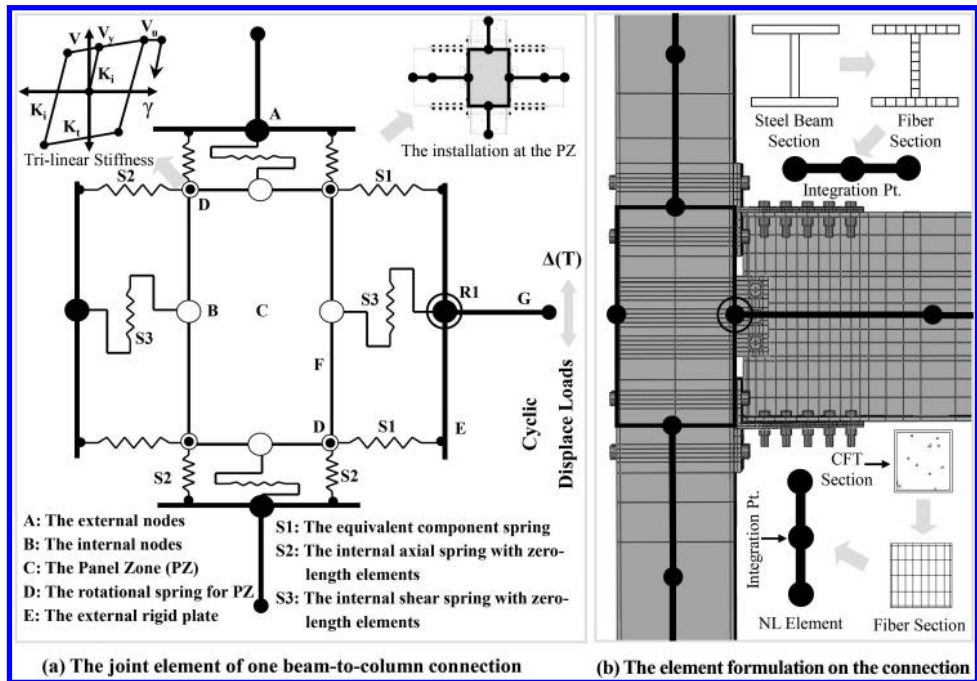 V
Vy
Vu
Ki
Ki
γ
Kt
Tri-linear Stiffness
A
The installation at the PZ
S2
S1
D
B
C
S3
S3
R1
G
Δ(T)
F
D
S1
E
S2
S2
Cyclic
Displace Loads
A: The external nodes
B: The internal nodes
C: The Panel Zone (PZ)
D: The rotational spring for PZ
E: The external rigid plate
S1: The equivalent component spring
S2: The internal axial spring with zero-
length elements
S3: The internal shear spring with zero-
length elements
(a) The joint element of one beam-to-column connection
Steel Beam
Section
Fiber
Section
Integration Pt.
CFT
Section
Integration Pt.
NL Element
Fiber Section
(b) The element formulation on the connection